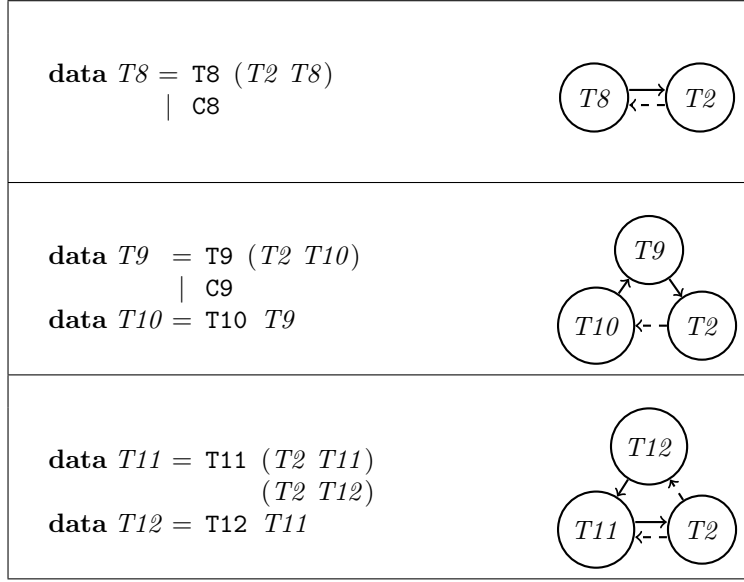 data T8 = T8 (T2 T8)
| C8
T8 T2
data T9 = T9 (T2 T10)
| C9
data T10 = T10 T9
T9
T10 T2
data T11 = T11 (T2 T11)
(T2 T12)
data T12 = T12 T11
T12
T11 T2